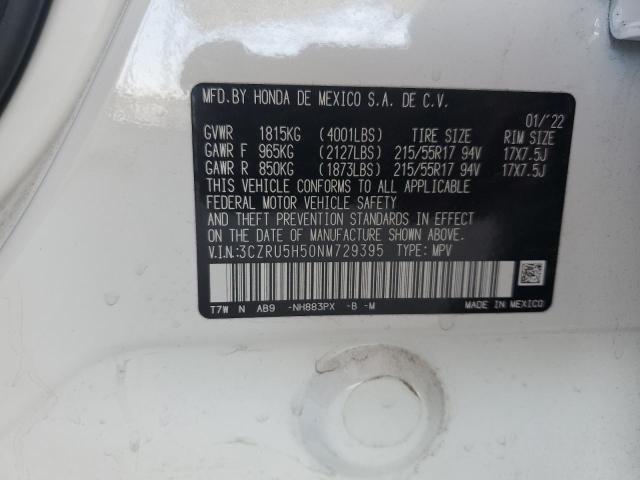 MFD.BY HONDA DE MEXICO S.A. DE C.V.
01/'22
GVWR 1815KG (4001LBS) TIRE SIZE RIM SIZE
GAWR F 965KG (2127LBS) 215/55R17 94V 17X7.5J
GAWR R 850KG (1873LBS) 215/55R17 94V 17X7.5J
THIS VEHICLE CONFORMS TO ALL APPLICABLE
FEDERAL MOTOR VEHICLE SAFETY
AND THEFT PREVENTION STANDARDS IN EFFECT
ON DATE OF MANUFACTURE SHOWN ABOVE.
V.I.N:3CZRU5H50NM729395 TYPE: MPV
T7W N AB9 -NH883PX -B -M MADE IN MEXICO